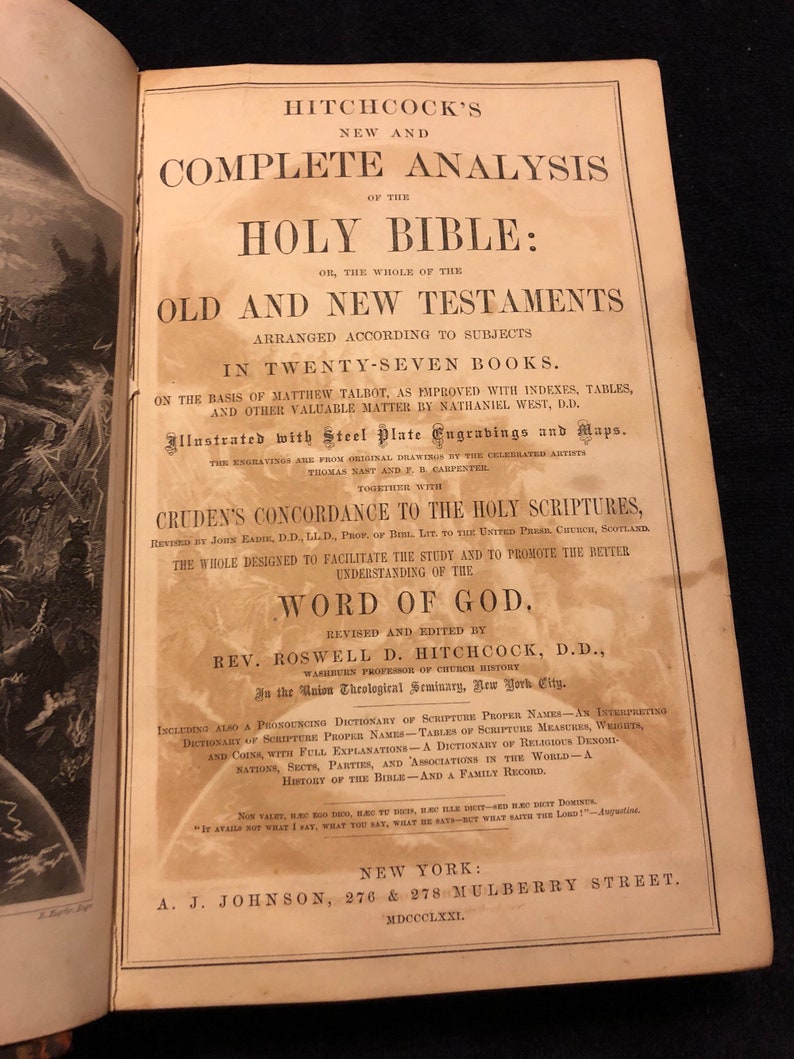 HITCHCOCK'S
NEW AND
COMPLETE ANALYSIS
OF THE
HOLY BIBLE:
OR, THE WHOLE OF THE
OLD AND NEW TESTAMENTS
ARRANGED ACCORDING TO SUBJECTS
IN TWENTY-SEVEN BOOKS.
ON THE BASIS OF MATTHEW TALBOT, AS IMPROVED WITH INDEXES, TABLES,
AND OTHER VALUABLE MATTER BY NATHANIEL WEST, D.D.
Illustrated with Steel Plate Engravings and Maps.
THE ENGRAVINGS ARE FROM ORIGINAL DRAWINGS BY THE CELEBRATED ARTISTS
THOMAS NAST AND F. B. CARPENTER.
TOGETHER WITH
CRUDEN'S CONCORDANCE TO THE HOLY SCRIPTURES,
REVISED BY JOHN EADIE, D.D., LL.D., PROF. OF BIBL. LIT. TO THE UNITED PRESB. CHURCH, SCOTLAND.
THE WHOLE DESIGNED TO FACILITATE THE STUDY AND TO PROMOTE THE BETTER
UNDERSTANDING OF THE
WORD OF GOD.
REVISED AND EDITED BY
REV. ROSWELL D. HITCHCOCK, D.D.,
WASHBURN PROFESSOR OF CHURCH HISTORY
In the Union Theological Seminary, New York City.
INCLUDING ALSO A PRONOUNCING DICTIONARY OF SCRIPTURE PROPER NAMES—AN INTERPRETING
DICTIONARY OF SCRIPTURE PROPER NAMES—TABLES OF SCRIPTURE MEASURES, WEIGHTS,
AND COINS, WITH FULL EXPLANATIONS—A DICTIONARY OF RELIGIOUS DENOMI-
NATIONS, SECTS, PARTIES, AND ASSOCIATIONS IN THE WORLD—A
HISTORY OF THE BIBLE—AND A FAMILY RECORD.
NON VALET, HÆC EGO DICO, HÆC TU DICIS, HÆC ILLE DICIT—SED HÆC DICIT DOMINUS.
"IT AVAILS NOT WHAT I SAY, WHAT YOU SAY, WHAT HE SAYS—BUT WHAT SAITH THE LORD!"—Augustine.
NEW YORK:
A. J. JOHNSON, 276 & 278 MULBERRY STREET.
MDCCCLXXI.